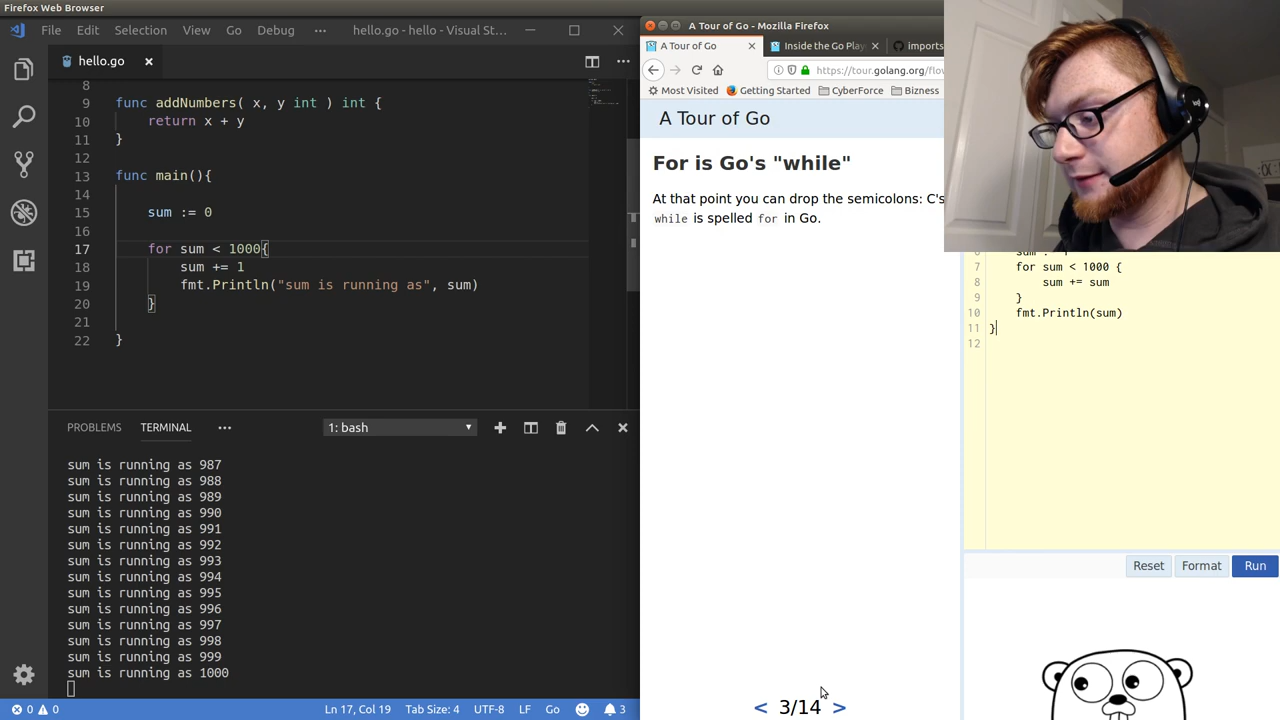 Firefox Web Browser
File Edit Selection View Go Debug ··· hello.go - hello - Visual St...
hello.go
8
9 func addNumbers( x, y int ) int {
10 return x + y
11 }
12
13 func main(){
14
15 sum := 0
16
17 for sum < 1000{
18 sum += 1
19 fmt.Println("sum is running as", sum)
20 }
21
22 }
PROBLEMS TERMINAL ··· 1: bash
sum is running as 987
sum is running as 988
sum is running as 989
sum is running as 990
sum is running as 991
sum is running as 992
sum is running as 993
sum is running as 994
sum is running as 995
sum is running as 996
sum is running as 997
sum is running as 998
sum is running as 999
sum is running as 1000
0 0 Ln 17, Col 19 Tab Size: 4 UTF-8 LF Go 3
A Tour of Go - Mozilla Firefox
A Tour of Go Inside the Go Play imports
https://tour.golang.org/flow
Most Visited Getting Started CyberForce Bizness
A Tour of Go
For is Go's "while"
At that point you can drop the semicolons: C's
while is spelled for in Go.
7 for sum < 1000 {
8 sum += sum
9 }
10 fmt.Println(sum)
11 }
12
Reset Format Run
< 3/14 >